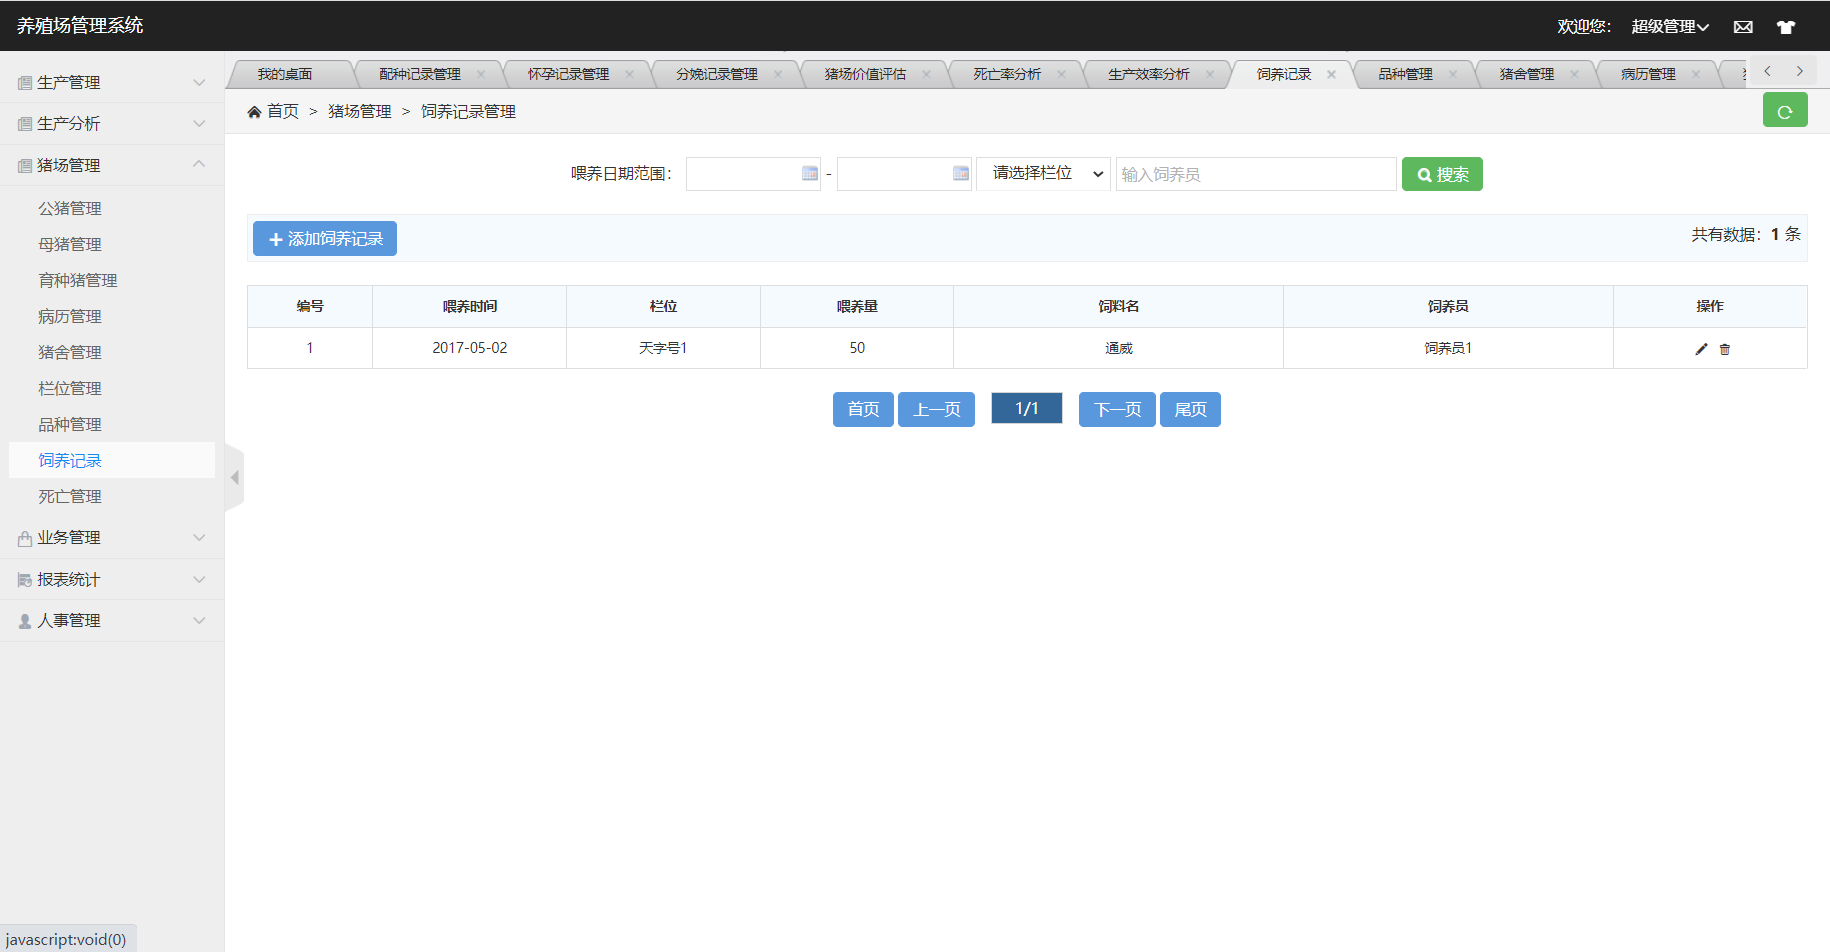 养殖场管理系统
欢迎您： 超级管理
生产管理
生产分析
猪场管理
公猪管理
母猪管理
育种猪管理
病历管理
猪舍管理
栏位管理
品种管理
饲养记录
死亡管理
业务管理
报表统计
人事管理
我的桌面 配种记录管理 怀孕记录管理 分娩记录管理 猪场价值评估 死亡率分析 生产效率分析 饲养记录 品种管理 猪舍管理 病历管理
首页 > 猪场管理 > 饲养记录管理
喂养日期范围： - 请选择栏位 输入饲养员 搜索
添加饲养记录 共有数据：1 条
编号 喂养时间 栏位 喂养量 饲料名 饲养员 操作
1 2017-05-02 天字号1 50 通威 饲养员1
首页 上一页 1/1 下一页 尾页
javascript:void(0)